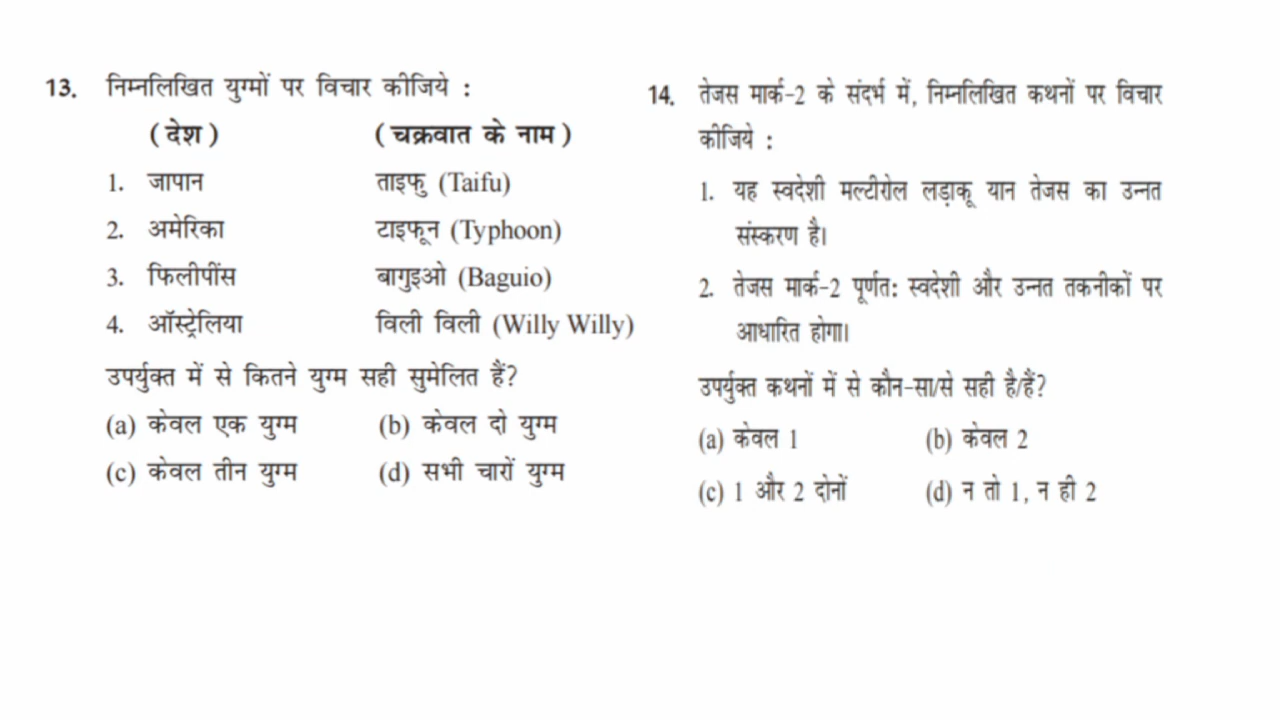 13. निम्नलिखित युग्मों पर विचार कीजिये :
(देश) (चक्रवात के नाम)
1. जापान ताइफु (Taifu)
2. अमेरिका टाइफून (Typhoon)
3. फिलीपींस बागुइओ (Baguio)
4. ऑस्ट्रेलिया विली विली (Willy Willy)
उपर्युक्त में से कितने युग्म सही सुमेलित हैं?
(a) केवल एक युग्म (b) केवल दो युग्म
(c) केवल तीन युग्म (d) सभी चारों युग्म
14. तेजस मार्क-2 के संदर्भ में, निम्नलिखित कथनों पर विचार
कीजिये :
1. यह स्वदेशी मल्टीरोल लड़ाकू यान तेजस का उन्नत
संस्करण है।
2. तेजस मार्क-2 पूर्णत: स्वदेशी और उन्नत तकनीकों पर
आधारित होगा।
उपर्युक्त कथनों में से कौन-सा/से सही है/हैं?
(a) केवल 1 (b) केवल 2
(c) 1 और 2 दोनों (d) न तो 1, न ही 2